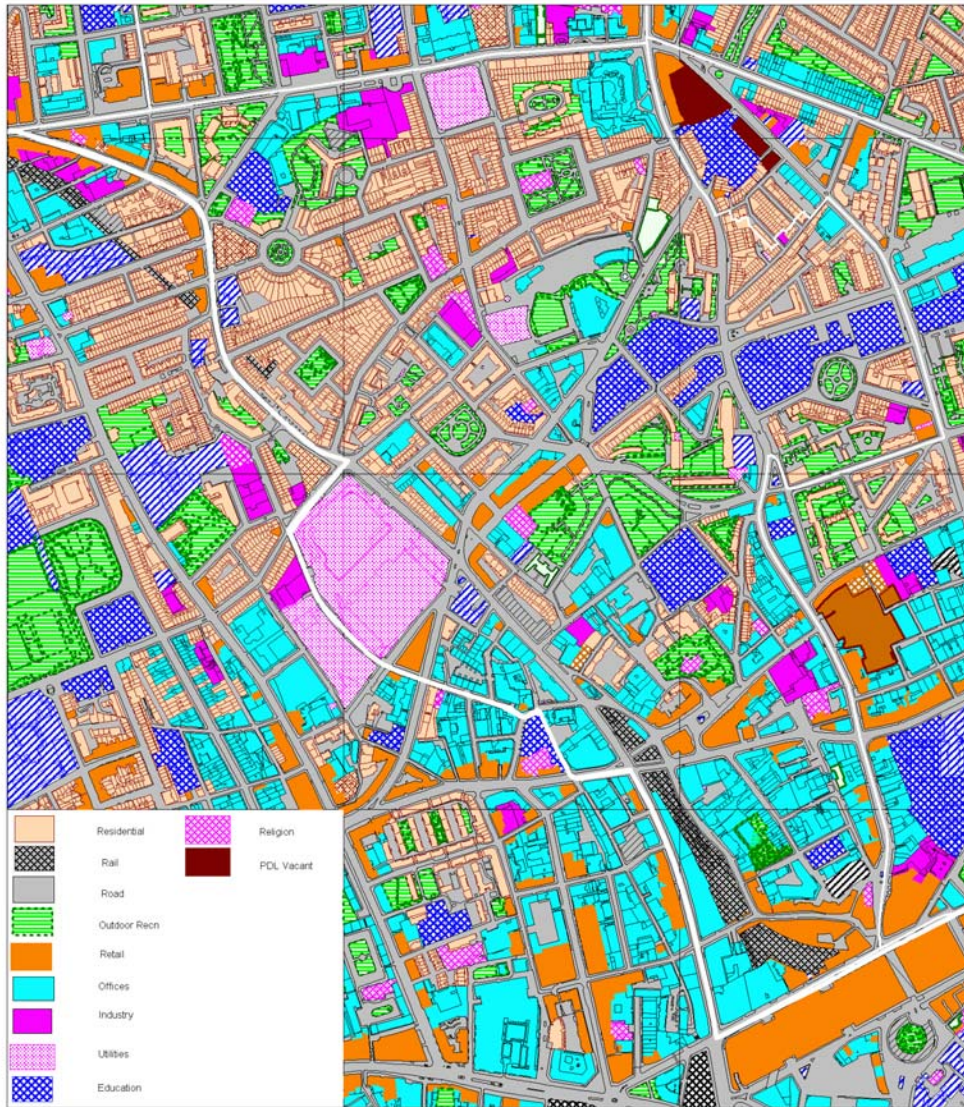 Residential
Rail
Road
Outdoor Recn
Retail
Offices
Industry
Utilities
Education
Religion
PDL Vacant